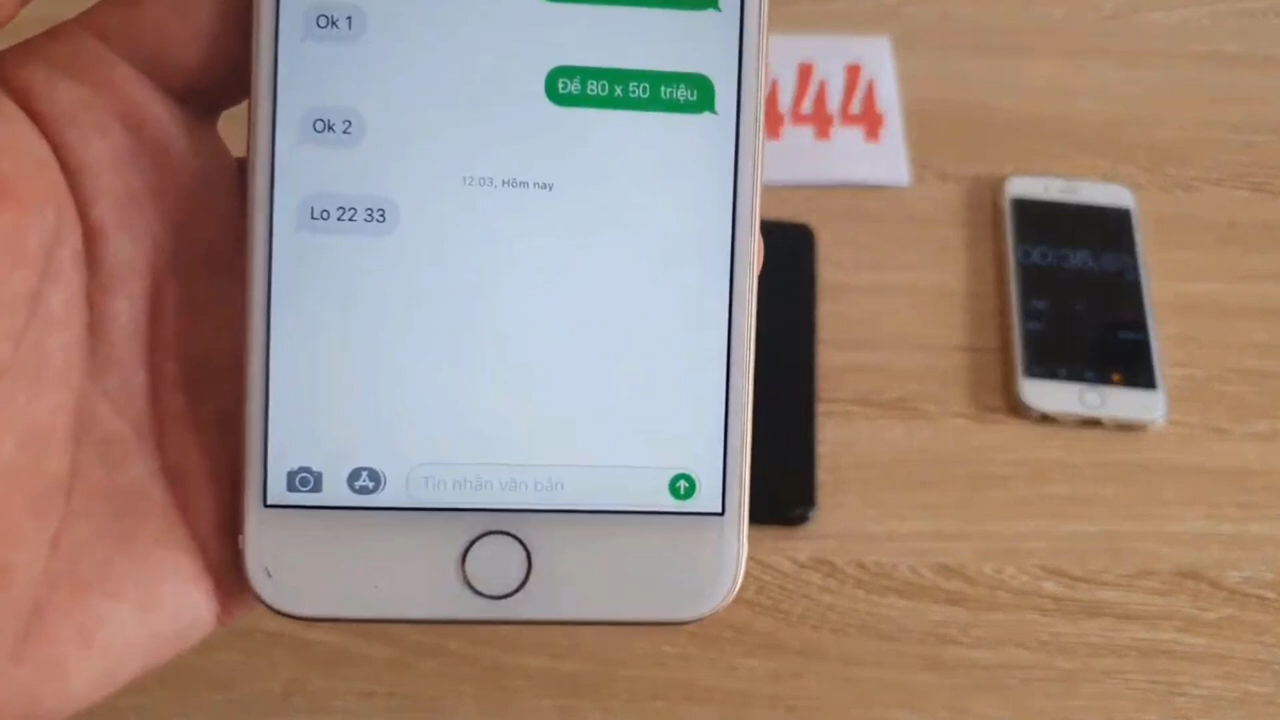 Ok 1
Để 80 x 50 triệu
Ok 2
12.03, Hôm nay
Lo 22 33
Tin nhắn văn bản
444